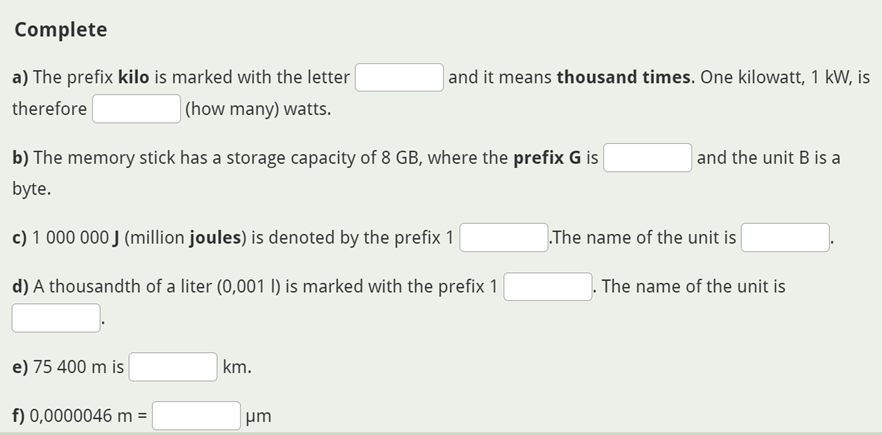 Complete
a) The prefix kilo is marked with the letter and it means thousand times. One kilowatt, 1 kW, is
therefore (how many) watts.
b) The memory stick has a storage capacity of 8 GB, where the prefix G is and the unit B is a
byte.
c) 1 000 000 J (million joules) is denoted by the prefix 1 .The name of the unit is .
d) A thousandth of a liter (0,001 l) is marked with the prefix 1 . The name of the unit is
.
e) 75 400 m is km.
f) 0,0000046 m = μm